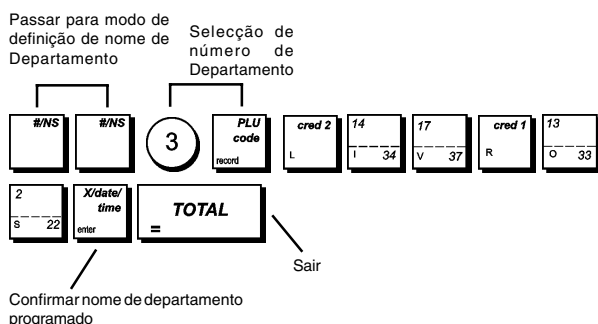 Passar para modo de
definição de nome de
Departamento
Selecção de
número de
Departamento
#/NS
#/NS
3
PLU
code
record
cred 2
L
14
I 34
17
V 37
cred 1
R
13
O 33
2
S 22
X/date/
time
enter
TOTAL
=
Sair
Confirmar nome de departamento
programado